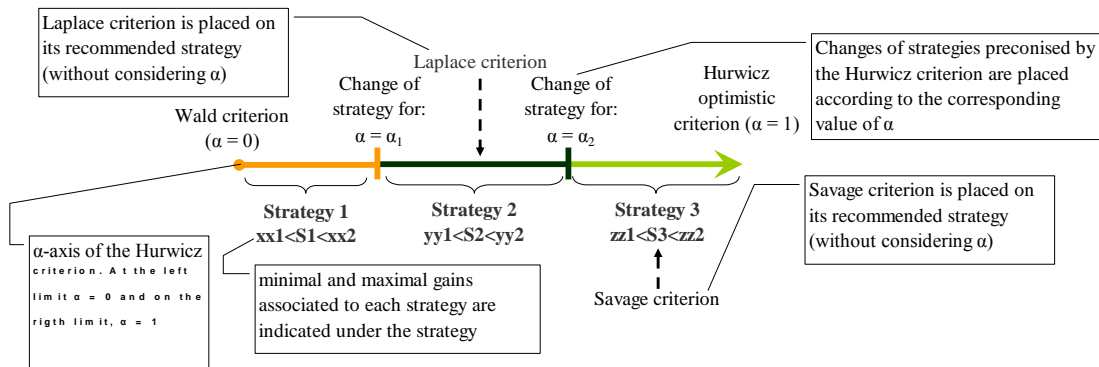 Laplace criterion is placed on
its recommended strategy
(without considering α)
Laplace criterion
Changes of strategies preconised by
the Hurwicz criterion are placed
according to the corresponding
value of α
Wald criterion
(α = 0)
Change of
strategy for:
α = α1
Change of
strategy for:
α = α2
Hurwicz
optimistic
criterion (α = 1)
Strategy 1
xx1<S1<xx2
Strategy 2
yy1<S2<yy2
Strategy 3
zz1<S3<zz2
Savage criterion is placed on
its recommended strategy
(without considering α)
α-axis of the Hurwicz
criterion. At the left
limit α = 0 and on the
rigth limit, α = 1
minimal and maximal gains
associated to each strategy are
indicated under the strategy
Savage criterion